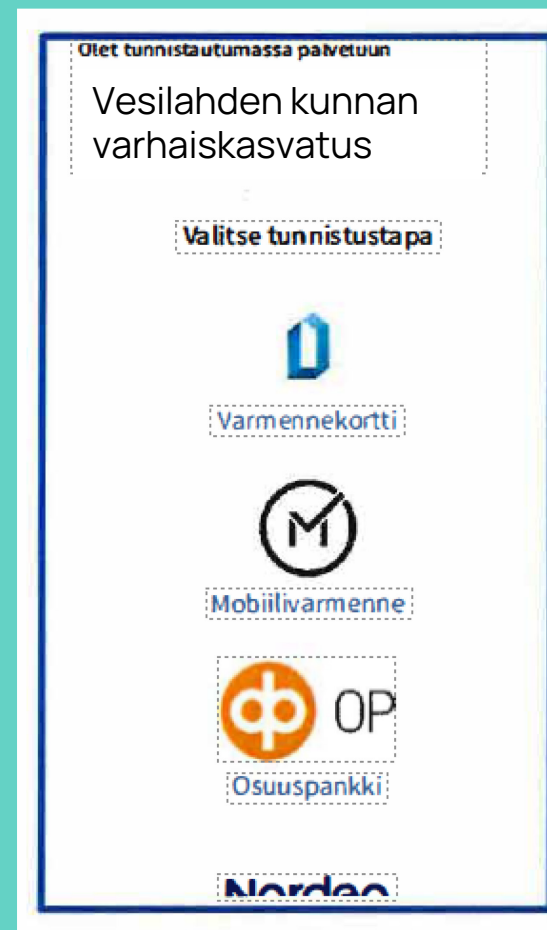 Olet tunnistautumassa palveluun
Vesilahden kunnan
varhaiskasvatus
Valitse tunnistustapa
Varmennekortti
Mobiilivarmenne
OP
Osuuspankki
Nordea